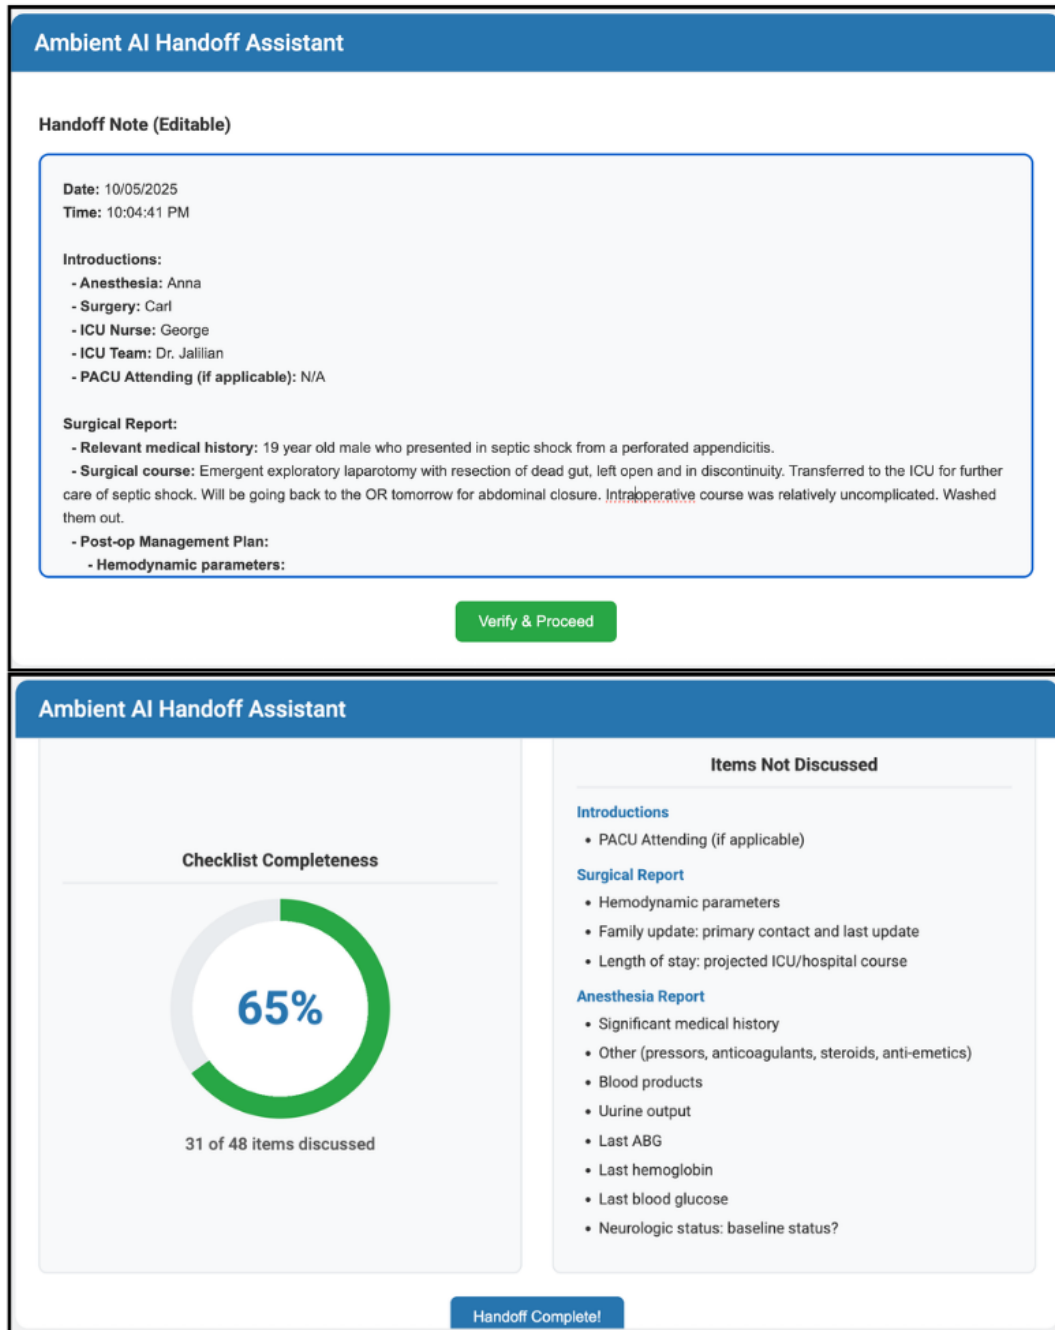 Ambient AI Handoff Assistant
Handoff Note (Editable)
Date: 10/05/2025
Time: 10:04:41 PM
Introductions:
- Anesthesia: Anna
- Surgery: Carl
- ICU Nurse: George
- ICU Team: Dr. Jalilian
- PACU Attending (if applicable): N/A
Surgical Report:
- Relevant medical history: 19 year old male who presented in septic shock from a perforated appendicitis.
- Surgical course: Emergent exploratory laparotomy with resection of dead gut, left open and in discontinuity. Transferred to the ICU for further
care of septic shock. Will be going back to the OR tomorrow for abdominal closure. Intraoperative course was relatively uncomplicated. Washed
them out.
- Post-op Management Plan:
- Hemodynamic parameters:
Verify & Proceed
Ambient AI Handoff Assistant
Checklist Completeness
65%
31 of 48 items discussed
Items Not Discussed
Introductions
• PACU Attending (if applicable)
Surgical Report
• Hemodynamic parameters
• Family update: primary contact and last update
• Length of stay: projected ICU/hospital course
Anesthesia Report
• Significant medical history
• Other (pressors, anticoagulants, steroids, anti-emetics)
• Blood products
• Uurine output
• Last ABG
• Last hemoglobin
• Last blood glucose
• Neurologic status: baseline status?
Handoff Complete!